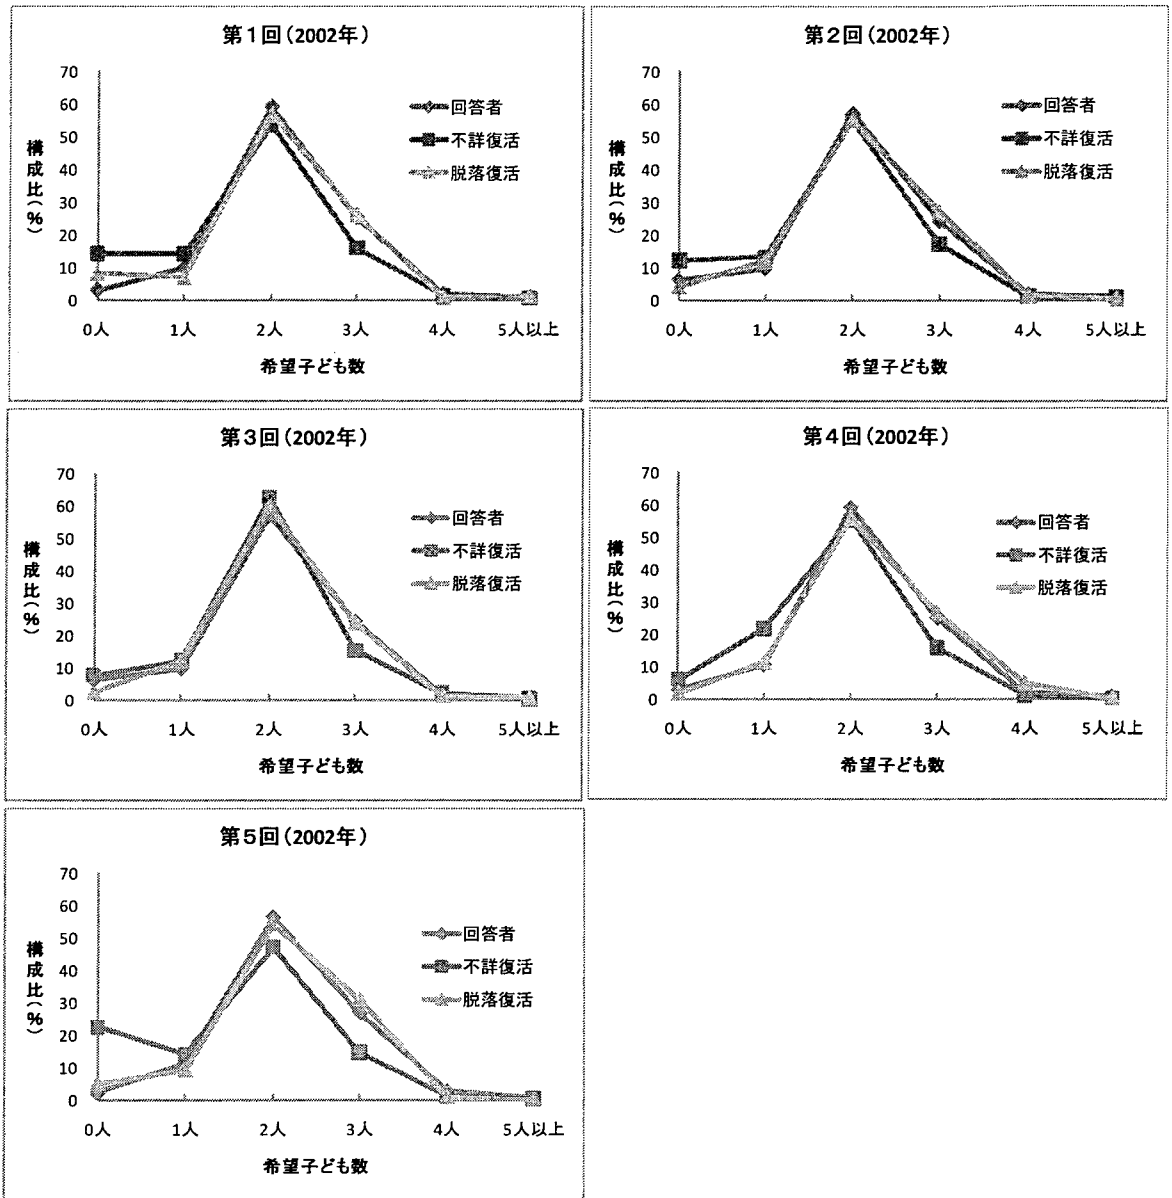 第1回(2002年)
70
60
50
40
30
20
10
0
構成比(%)
回答者
不詳復活
脱落復活
0人 1人 2人 3人 4人 5人以上
希望子ども数
第2回(2002年)
70
60
50
40
30
20
10
0
構成比(%)
回答者
不詳復活
脱落復活
0人 1人 2人 3人 4人 5人以上
希望子ども数
第3回(2002年)
70
60
50
40
30
20
10
0
構成比(%)
回答者
不詳復活
脱落復活
0人 1人 2人 3人 4人 5人以上
希望子ども数
第4回(2002年)
70
60
50
40
30
20
10
0
構成比(%)
回答者
不詳復活
脱落復活
0人 1人 2人 3人 4人 5人以上
希望子ども数
第5回(2002年)
70
60
50
40
30
20
10
0
構成比(%)
回答者
不詳復活
脱落復活
0人 1人 2人 3人 4人 5人以上
希望子ども数